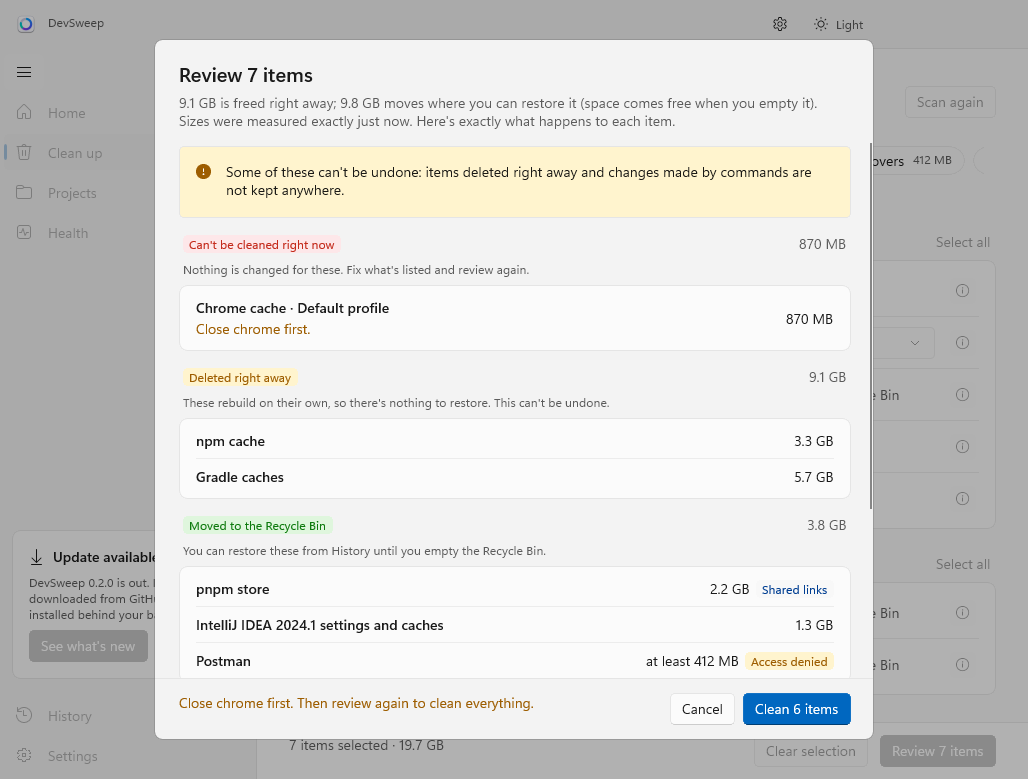 DevSweep
Light
Home
Clean up
Projects
Health
Scan again
overs 412 MB
Select all
e Bin
Select all
e Bin
e Bin
Update available
DevSweep 0.2.0 is out. I
downloaded from GitHu
installed behind your ba
See what's new
History
Settings
7 items selected · 19.7 GB
Clear selection
Review 7 items
Review 7 items
9.1 GB is freed right away; 9.8 GB moves where you can restore it (space comes free when you empty it).
Sizes were measured exactly just now. Here's exactly what happens to each item.
Some of these can't be undone: items deleted right away and changes made by commands are
not kept anywhere.
Can't be cleaned right now 870 MB
Nothing is changed for these. Fix what's listed and review again.
Chrome cache · Default profile
Close chrome first.
870 MB
Deleted right away 9.1 GB
These rebuild on their own, so there's nothing to restore. This can't be undone.
npm cache 3.3 GB
Gradle caches 5.7 GB
Moved to the Recycle Bin 3.8 GB
You can restore these from History until you empty the Recycle Bin.
pnpm store 2.2 GB Shared links
IntelliJ IDEA 2024.1 settings and caches 1.3 GB
Postman at least 412 MB Access denied
Close chrome first. Then review again to clean everything.
Cancel
Clean 6 items